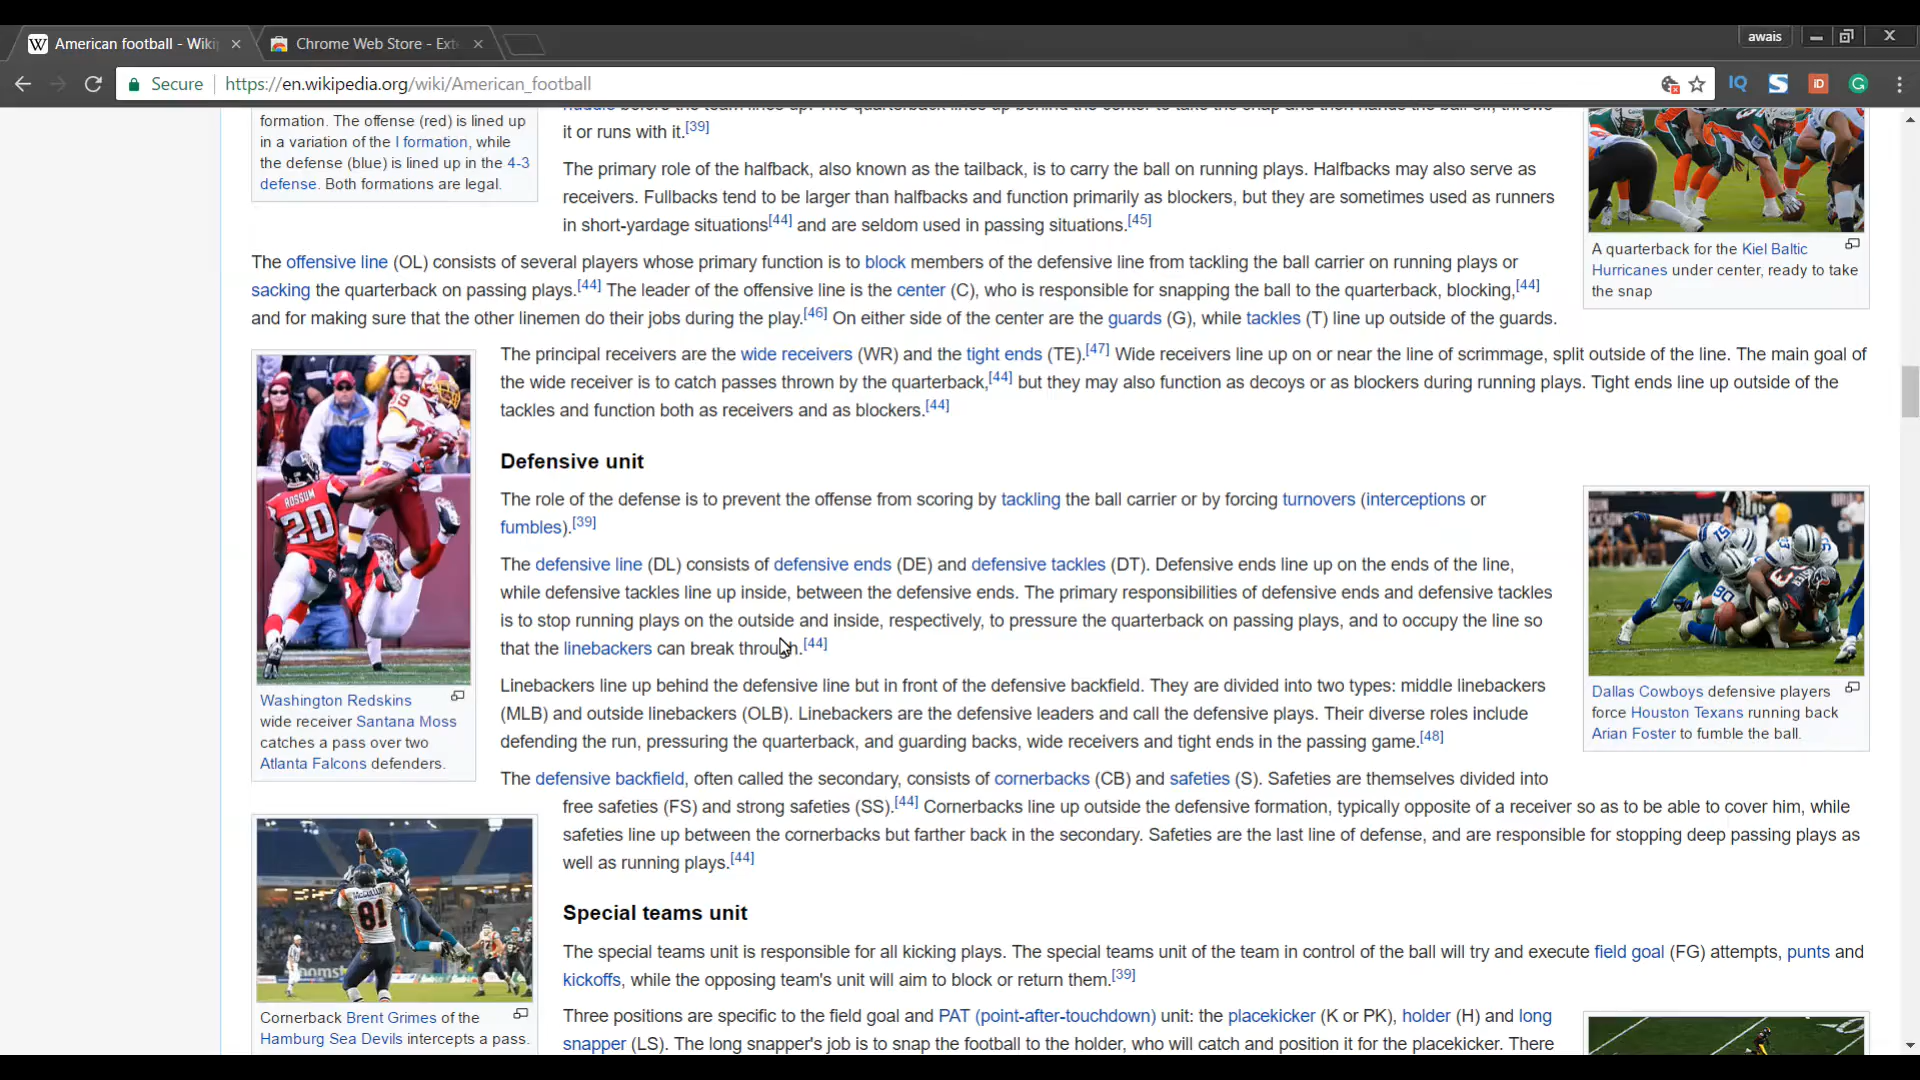 American football - Wiki
Chrome Web Store - Ext
awais
Secure
https://en.wikipedia.org/wiki/American_football
formation. The offense (red) is lined up
in a variation of the I formation, while
the defense (blue) is lined up in the 4-3
defense. Both formations are legal.
it or runs with it.[39]
The primary role of the halfback, also known as the tailback, is to carry the ball on running plays. Halfbacks may also serve as
receivers. Fullbacks tend to be larger than halfbacks and function primarily as blockers, but they are sometimes used as runners
in short-yardage situations[44] and are seldom used in passing situations.[45]
A quarterback for the Kiel Baltic
Hurricanes under center, ready to take
the snap
The offensive line (OL) consists of several players whose primary function is to block members of the defensive line from tackling the ball carrier on running plays or
sacking the quarterback on passing plays.[44] The leader of the offensive line is the center (C), who is responsible for snapping the ball to the quarterback, blocking,[44]
and for making sure that the other linemen do their jobs during the play.[46] On either side of the center are the guards (G), while tackles (T) line up outside of the guards.
The principal receivers are the wide receivers (WR) and the tight ends (TE).[47] Wide receivers line up on or near the line of scrimmage, split outside of the line. The main goal of
the wide receiver is to catch passes thrown by the quarterback,[44] but they may also function as decoys or as blockers during running plays. Tight ends line up outside of the
tackles and function both as receivers and as blockers.[44]
ROSSUM
20
Washington Redskins
wide receiver Santana Moss
catches a pass over two
Atlanta Falcons defenders.
Defensive unit
The role of the defense is to prevent the offense from scoring by tackling the ball carrier or by forcing turnovers (interceptions or
fumbles).[39]
The defensive line (DL) consists of defensive ends (DE) and defensive tackles (DT). Defensive ends line up on the ends of the line,
while defensive tackles line up inside, between the defensive ends. The primary responsibilities of defensive ends and defensive tackles
is to stop running plays on the outside and inside, respectively, to pressure the quarterback on passing plays, and to occupy the line so
that the linebackers can break through.[44]
Linebackers line up behind the defensive line but in front of the defensive backfield. They are divided into two types: middle linebackers
(MLB) and outside linebackers (OLB). Linebackers are the defensive leaders and call the defensive plays. Their diverse roles include
defending the run, pressuring the quarterback, and guarding backs, wide receivers and tight ends in the passing game.[48]
Dallas Cowboys defensive players
force Houston Texans running back
Arian Foster to fumble the ball.
The defensive backfield, often called the secondary, consists of cornerbacks (CB) and safeties (S). Safeties are themselves divided into
free safeties (FS) and strong safeties (SS).[44] Cornerbacks line up outside the defensive formation, typically opposite of a receiver so as to be able to cover him, while
safeties line up between the cornerbacks but farther back in the secondary. Safeties are the last line of defense, and are responsible for stopping deep passing plays as
well as running plays.[44]
81
Cornerback Brent Grimes of the
Hamburg Sea Devils intercepts a pass.
Special teams unit
The special teams unit is responsible for all kicking plays. The special teams unit of the team in control of the ball will try and execute field goal (FG) attempts, punts and
kickoffs, while the opposing team's unit will aim to block or return them.[39]
Three positions are specific to the field goal and PAT (point-after-touchdown) unit: the placekicker (K or PK), holder (H) and long
snapper (LS). The long snapper's job is to snap the football to the holder, who will catch and position it for the placekicker. There